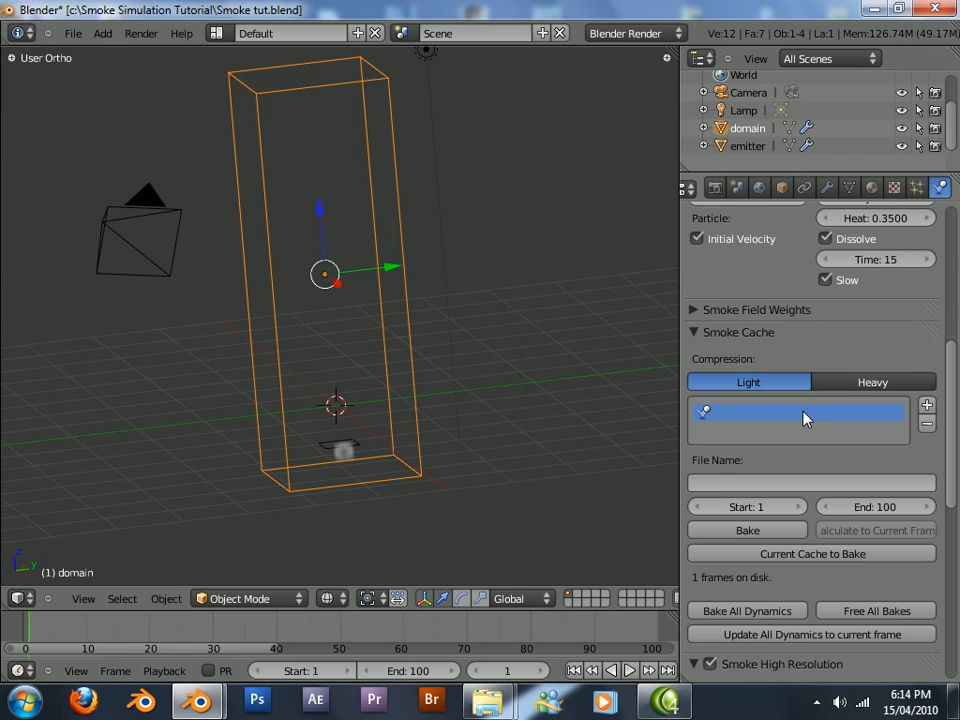 Blender* [c:\Smoke Simulation Tutorial\Smoke tut.blend]
File Add Render Help Default Scene Blender Render Ve:12 | Fa:7 | Ob:1-4 | La:1 | Mem:126.74M (49.17M)
User Ortho
View All Scenes
World
Camera
Lamp
domain
emitter
Particle: Heat: 0.3500
Initial Velocity Dissolve
Time: 15
Slow
Smoke Field Weights
Smoke Cache
Compression:
Light Heavy
File Name:
Start: 1 End: 100
Bake alculate to Current Fram
Current Cache to Bake
1 frames on disk.
Bake All Dynamics Free All Bakes
Update All Dynamics to current frame
Smoke High Resolution
z
y
(1) domain
View Select Object Object Mode Global
0 10 20 30 40 50 60 70 80 90 100
View Frame Playback PR Start: 1 End: 100 1
Ps Ae Pr Br
6:14 PM
15/04/2010